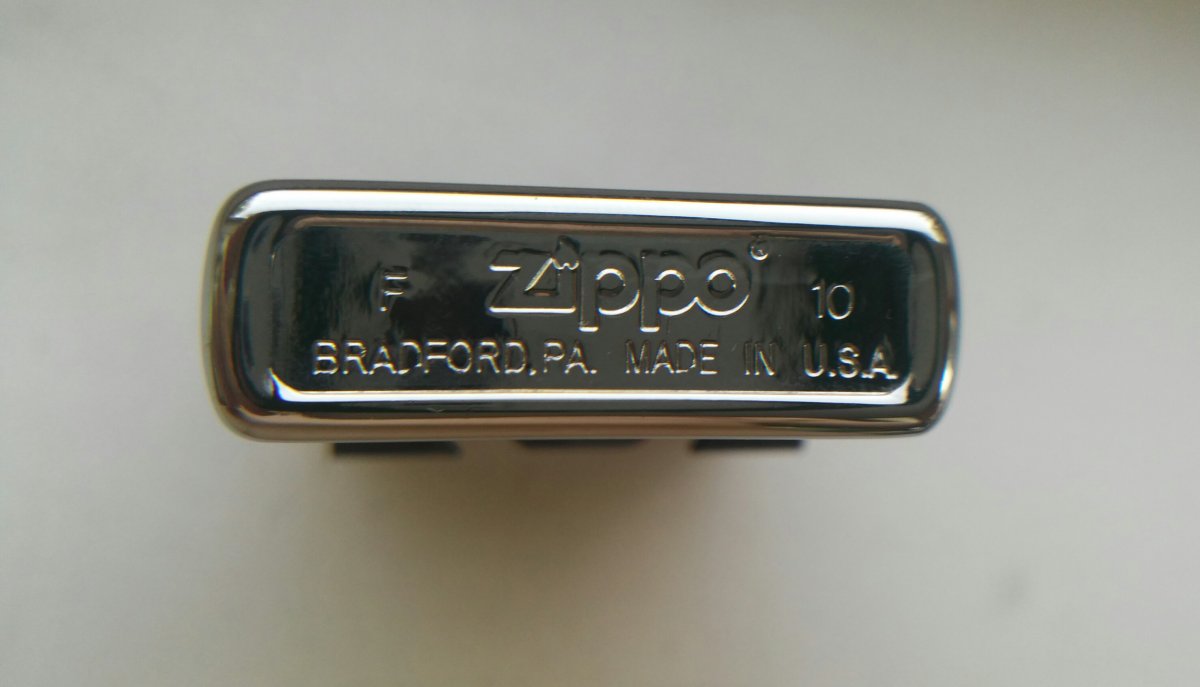 F Zippo® 10
BRADFORD, PA. MADE IN U.S.A.